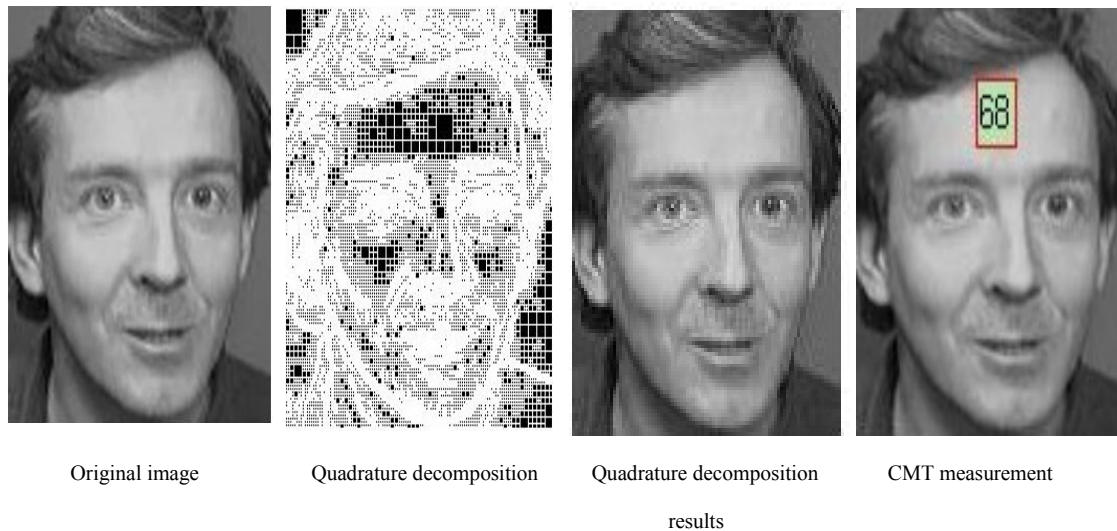 68
Original image
Quadrature decomposition
Quadrature decomposition
results
CMT measurement